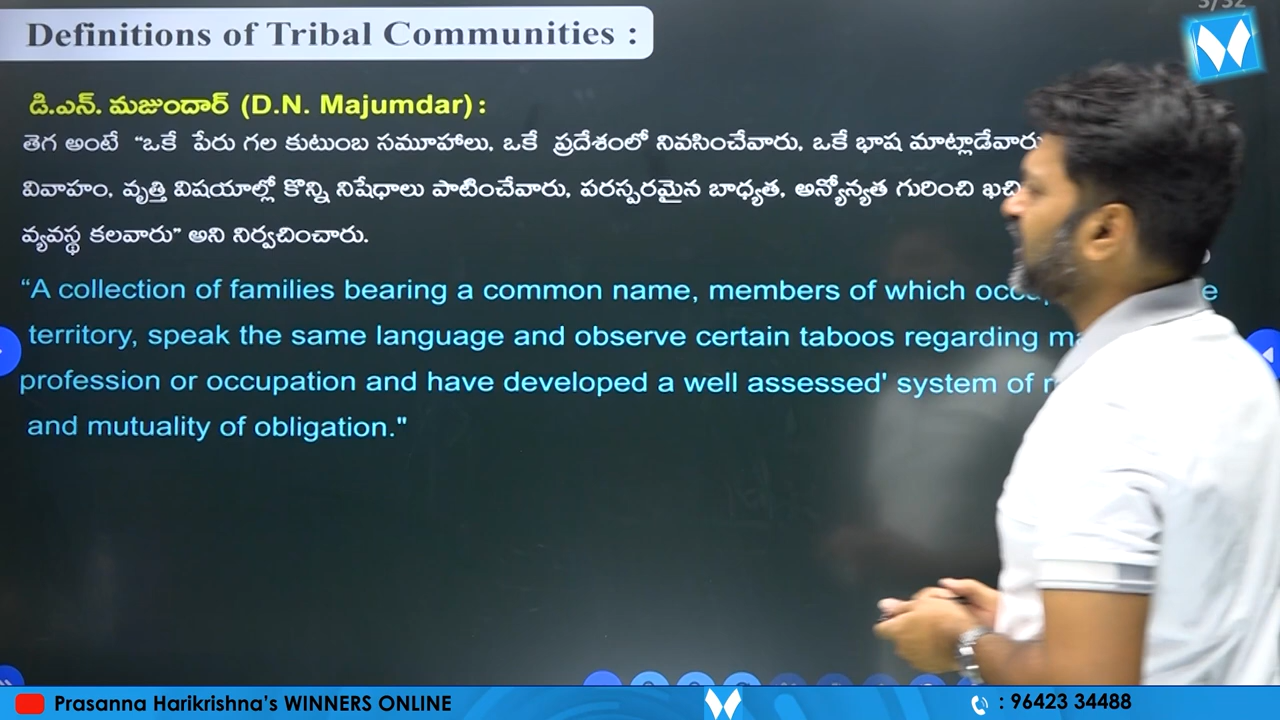 3/32
Definitions of Tribal Communities :
డి.ఎన్. మజుందార్ (D.N. Majumdar) :
తెగ అంటే “ఒకే పేరు గల కుటుంబ సమూహాలు, ఒకే ప్రదేశంలో నివసించేవారు, ఒకే భాష మాట్లాడేవారు
వివాహం, వృత్తి విషయాల్లో కొన్ని నిషేధాలు పాటించేవారు, పరస్పరమైన బాధ్యత, అన్యోన్యత గురించి
వ్యవస్థ కలవారు” అని నిర్వచించారు.
“A collection of families bearing a common name, members of which
territory, speak the same language and observe certain taboos regarding
profession or occupation and have developed a well assessed' system of
and mutuality of obligation."
Prasanna Harikrishna's WINNERS ONLINE
: 96423 34488